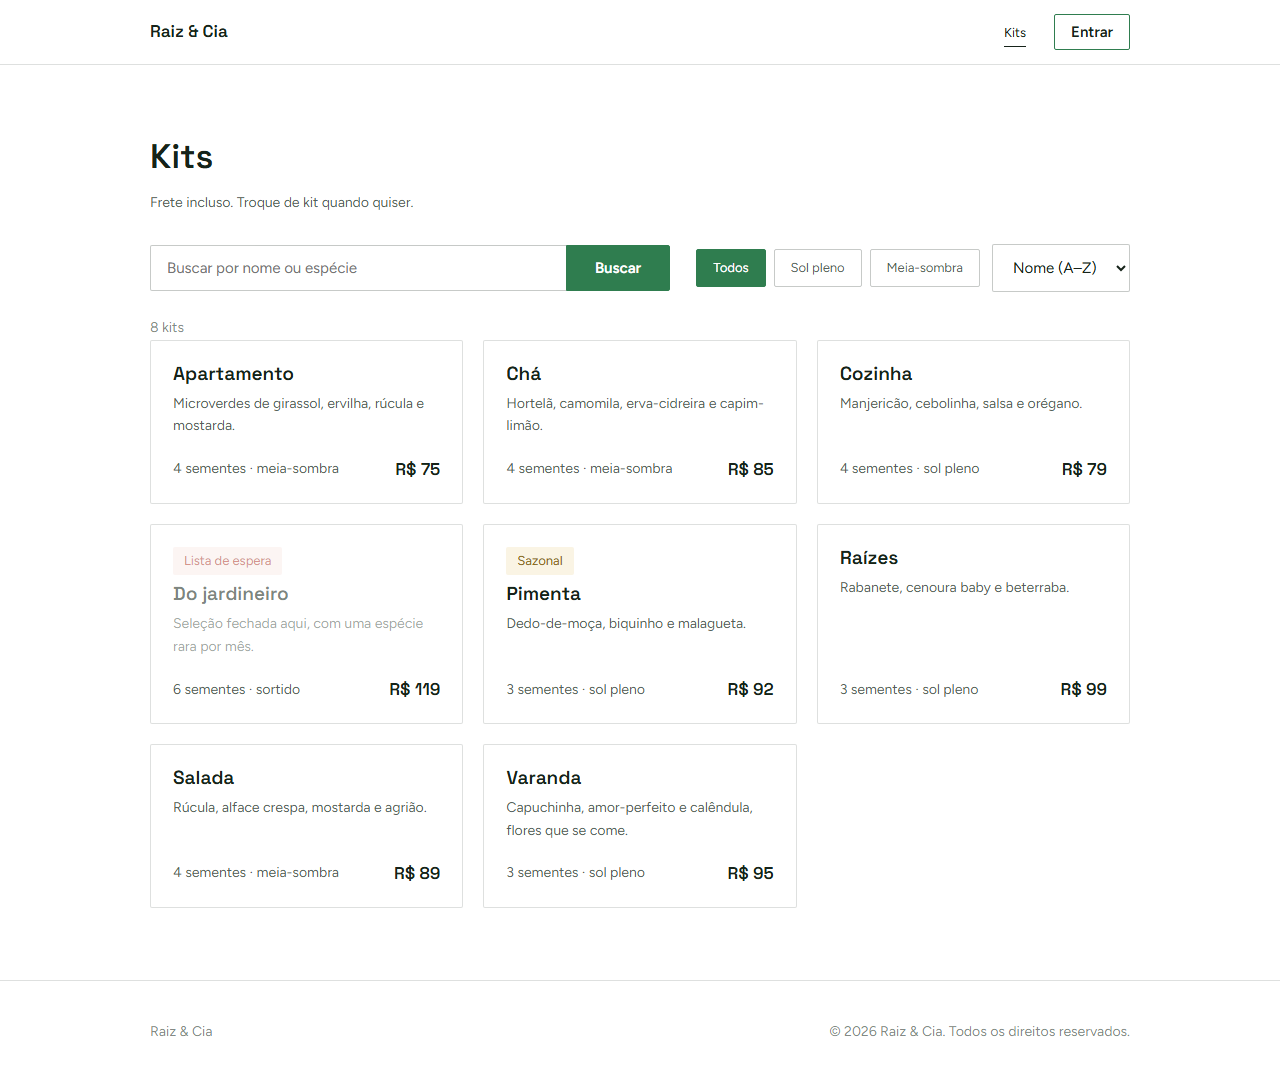 Raiz & Cia
Kits
Entrar
Kits
Frete incluso. Troque de kit quando quiser.
Buscar por nome ou espécie
Buscar
Todos
Sol pleno
Meia-sombra
Nome (A–Z)
8 kits
Apartamento
Microverdes de girassol, ervilha, rúcula e
mostarda.
4 sementes · meia-sombra
R$ 75
Chá
Hortelã, camomila, erva-cidreira e capim-
limão.
4 sementes · meia-sombra
R$ 85
Cozinha
Manjericão, cebolinha, salsa e orégano.
4 sementes · sol pleno
R$ 79
Lista de espera
Do jardineiro
Seleção fechada aqui, com uma espécie
rara por mês.
6 sementes · sortido
R$ 119
Sazonal
Pimenta
Dedo-de-moça, biquinho e malagueta.
3 sementes · sol pleno
R$ 92
Raízes
Rabanete, cenoura baby e beterraba.
3 sementes · sol pleno
R$ 99
Salada
Rúcula, alface crespa, mostarda e agrião.
4 sementes · meia-sombra
R$ 89
Varanda
Capuchinha, amor-perfeito e calêndula,
flores que se come.
3 sementes · sol pleno
R$ 95
Raiz & Cia
© 2026 Raiz & Cia. Todos os direitos reservados.